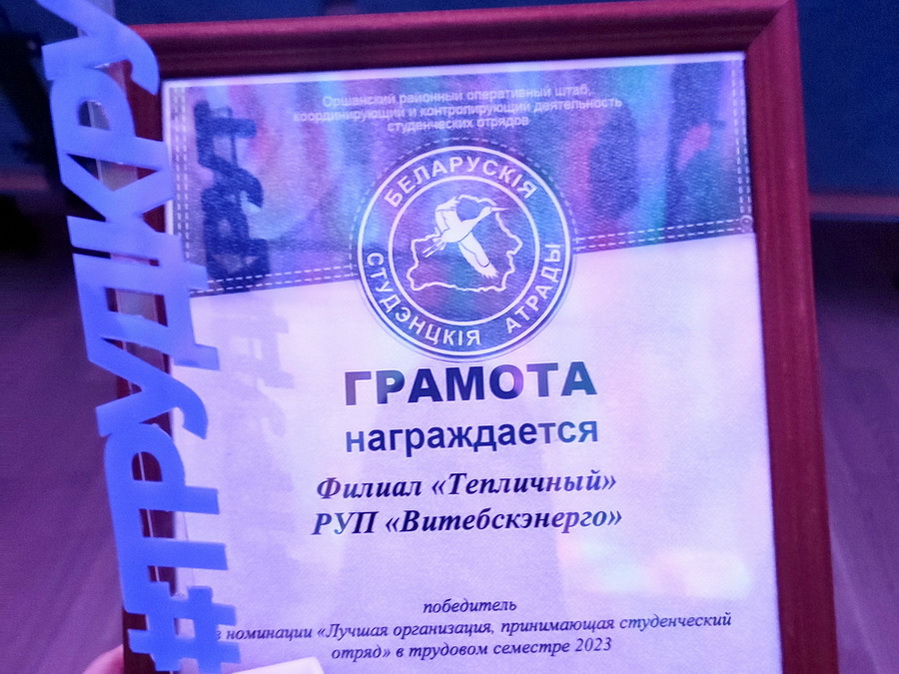 #ТРУДКРУ
Оршанский районный оперативный штаб,
координирующий и контролирующий деятельность
студенческих отрядов
БЕЛАРУСКІЯ
СТУДЭНЦКІЯ АТРАДЫ
ГРАМОТА
награждается
Филиал «Тепличный»
РУП «Витебскэнерго»
победитель
в номинации «Лучшая организация, принимающая студенческий
отряд» в трудовом семестре 2023